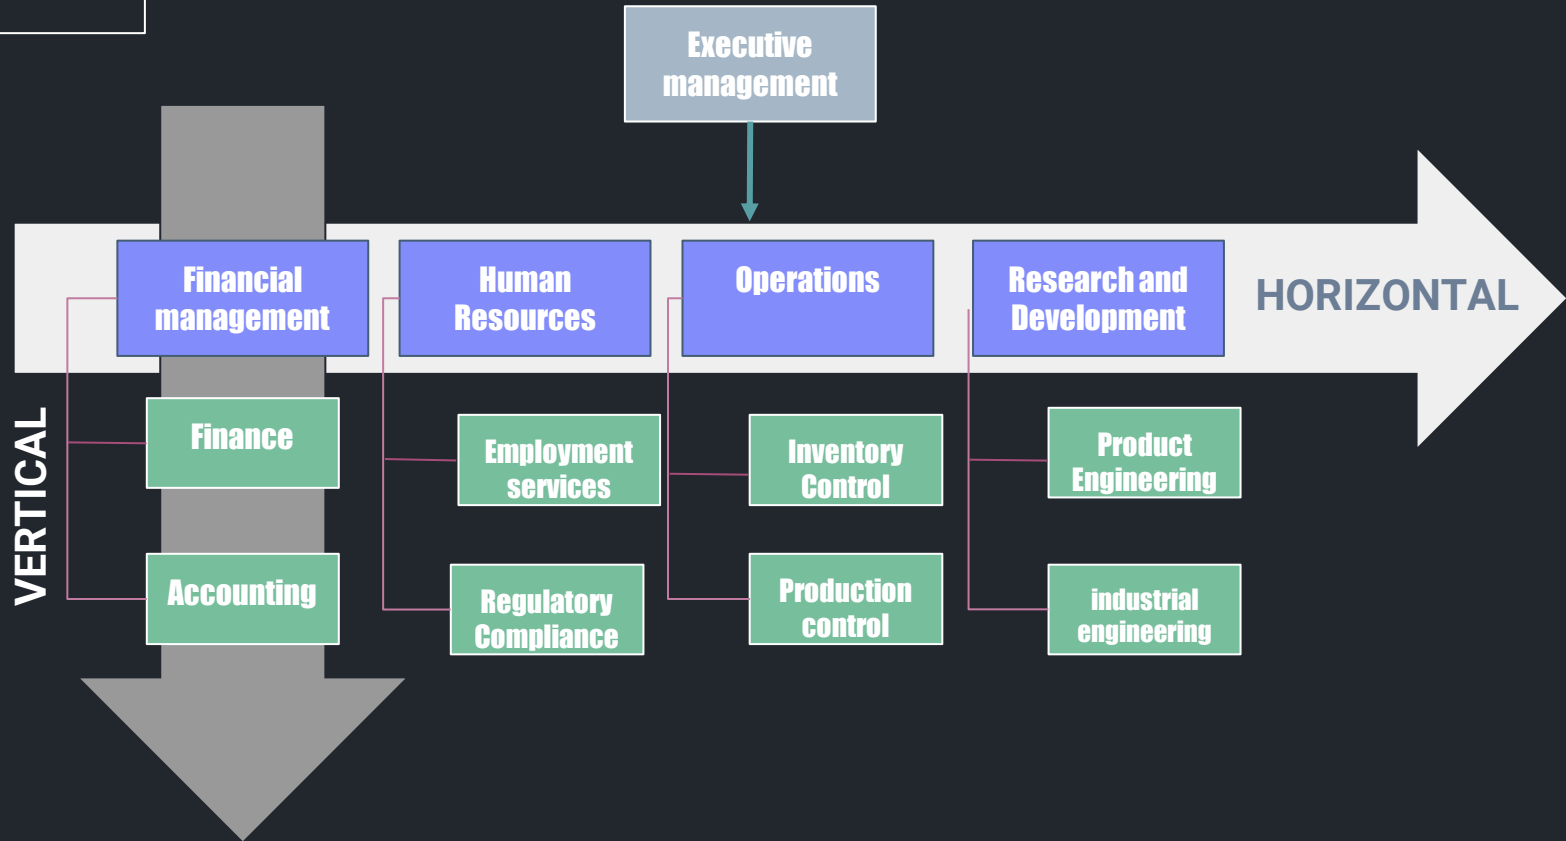 Executive
management
Financial
management
Human
Resources
Operations
Research and
Development
HORIZONTAL
VERTICAL
Finance
Employment
services
Inventory
Control
Product
Engineering
Accounting
Regulatory
Compliance
Production
control
industrial
engineering